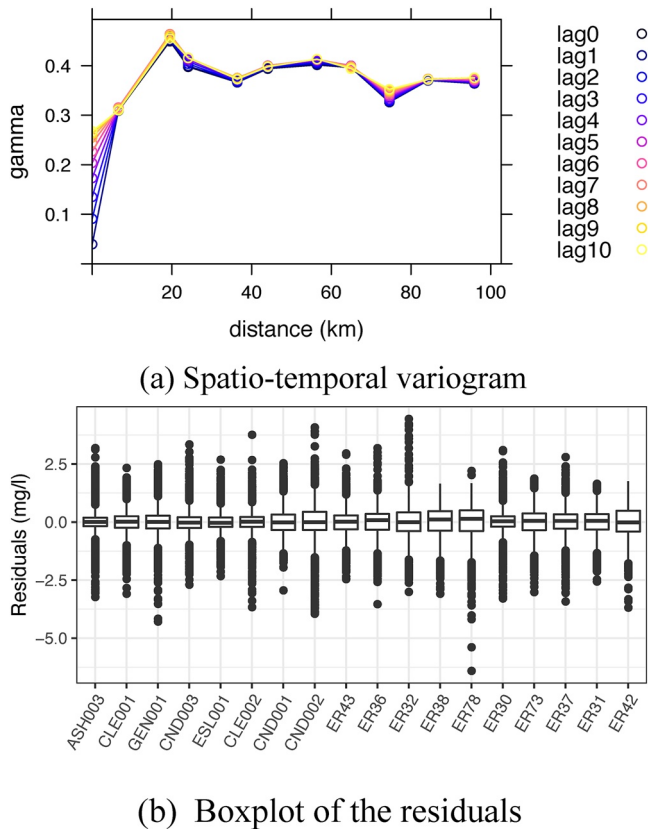 0.4
0.3
0.2
0.1
gamma
20
40
60
80
100
distance (km)
lag0
lag1
lag2
lag3
lag4
lag5
lag6
lag7
lag8
lag9
lag10
(a) Spatio-temporal variogram
2.5
0.0
−2.5
−5.0
Residuals (mg/l)
ASH003
CLE001
GEN001
CND003
ESL001
CLE002
CND001
CND002
ER43
ER36
ER32
ER38
ER78
ER30
ER73
ER37
ER31
ER42
(b) Boxplot of the residuals